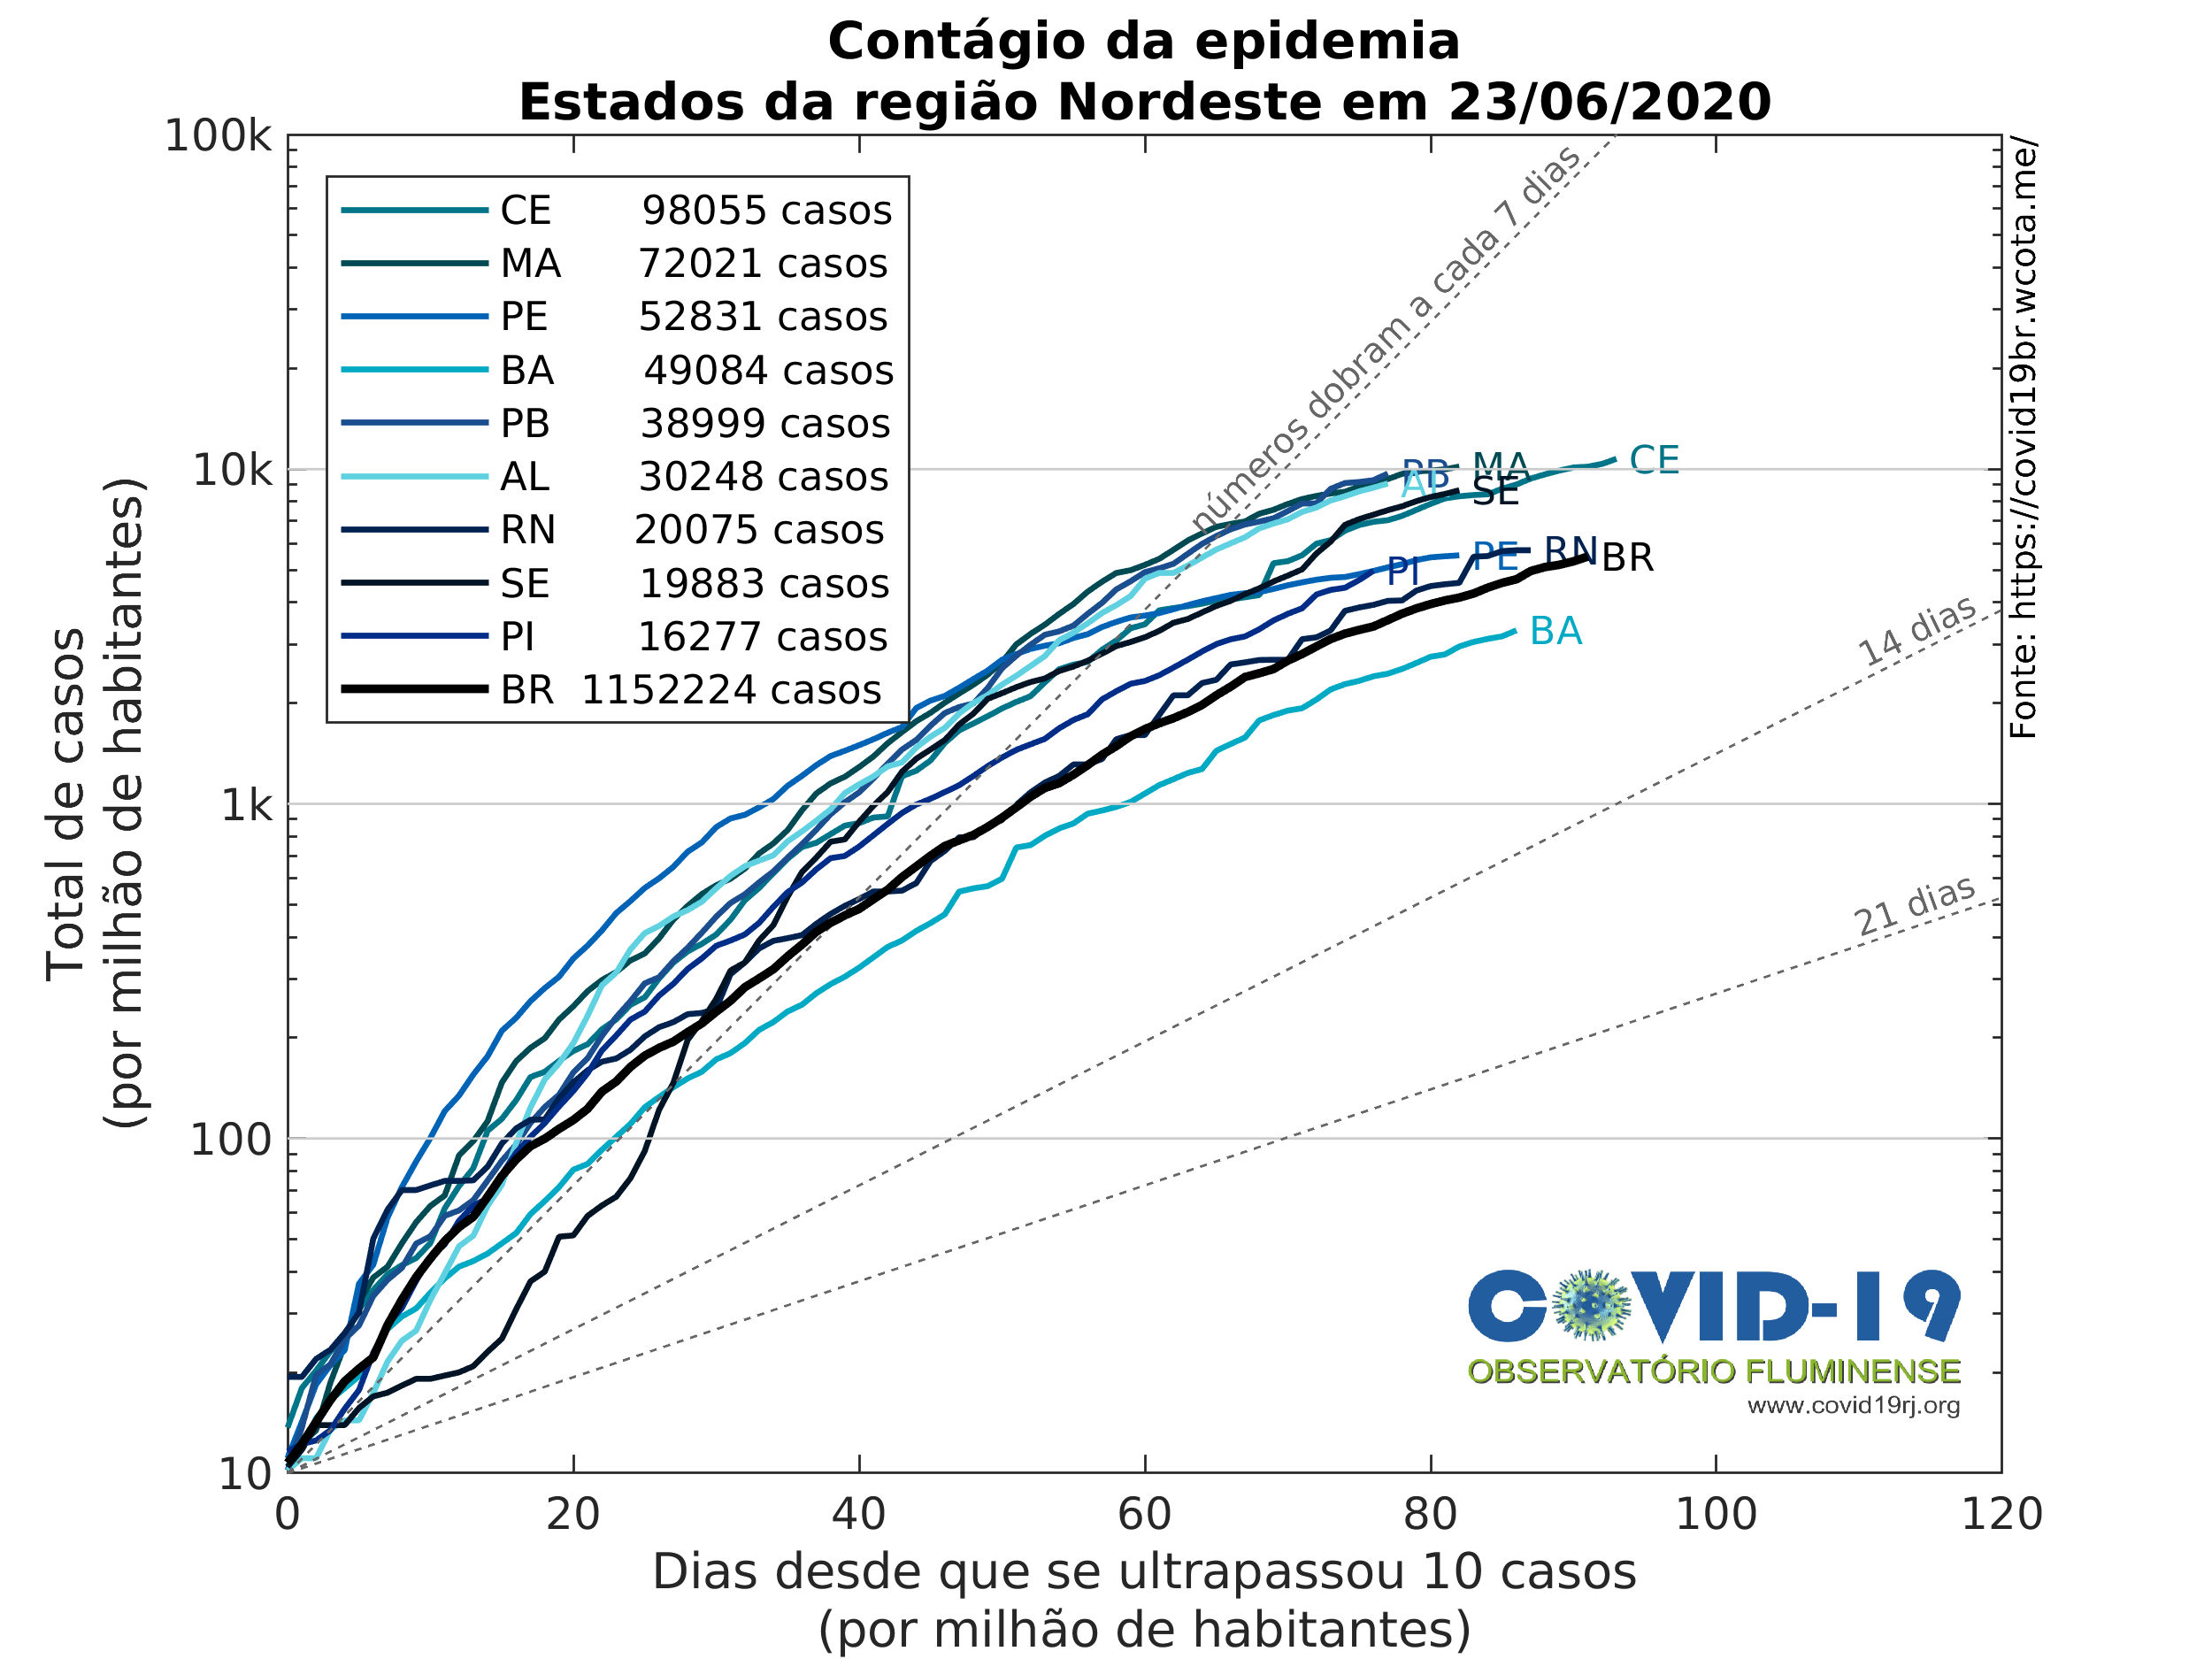 Contágio da epidemia
Estados da região Nordeste em 23/06/2020
Total de casos
(por milhão de habitantes)
100k
10k
1k
100
10
CE 98055 casos
MA 72021 casos
PE 52831 casos
BA 49084 casos
PB 38999 casos
AL 30248 casos
RN 20075 casos
SE 19883 casos
PI 16277 casos
BR 1152224 casos
números dobram a cada 7 dias
14 dias
21 dias
PB
MA
CE
AL
SE
PI
PE
RN
BR
BA
Fonte: https://covid19br.wcota.me/
COVID-19
OBSERVATÓRIO FLUMINENSE
www.covid19rj.org
0 20 40 60 80 100 120
Dias desde que se ultrapassou 10 casos
(por milhão de habitantes)